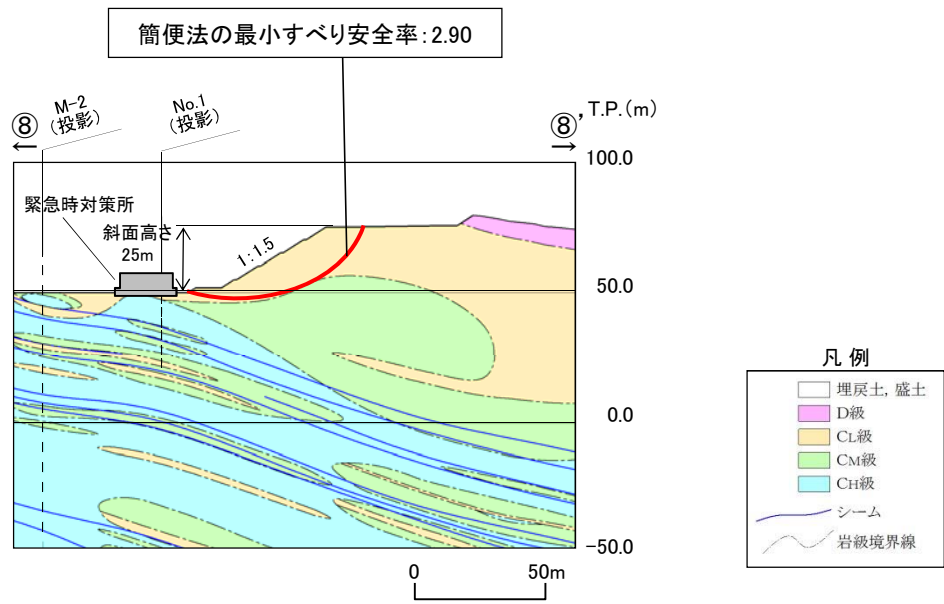 簡便法の最小すべり安全率:2.90
M-2
(投影)
No.1
(投影)
⑧
⑧'
T.P.(m)
100.0
緊急時対策所
斜面高さ
25m
1:1.5
50.0
0.0
-50.0
0
50m
凡 例
埋戻土, 盛土
D級
CL級
CM級
CH級
シーム
岩級境界線